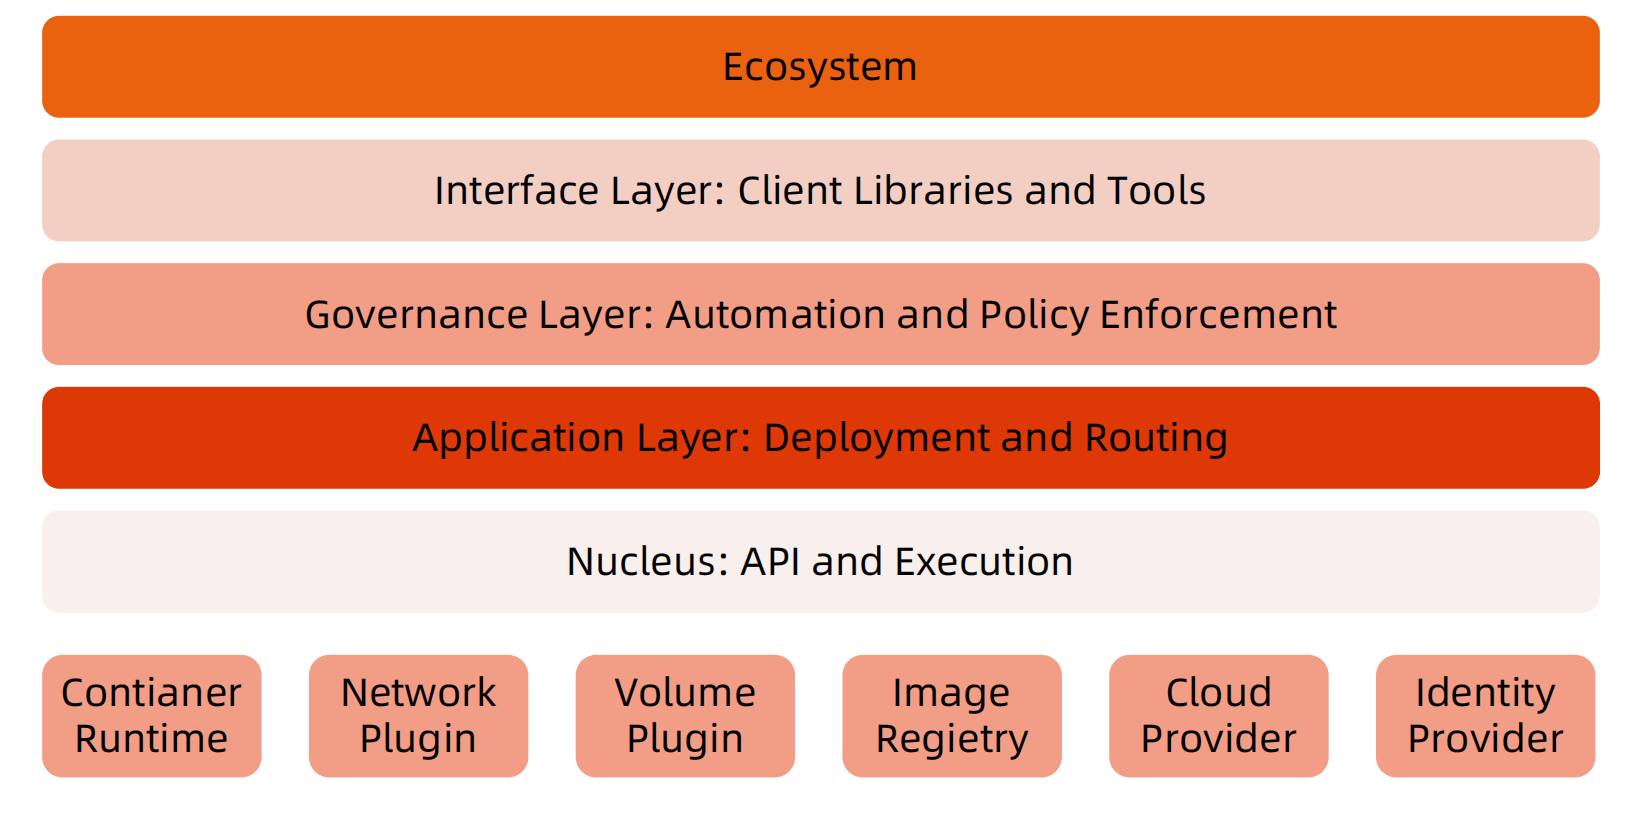 Ecosystem
Interface Layer: Client Libraries and Tools
Governance Layer: Automation and Policy Enforcement
Application Layer: Deployment and Routing
Nucleus: API and Execution
Contianer
Runtime
Network
Plugin
Volume
Plugin
Image
Regietry
Cloud
Provider
Identity
Provider